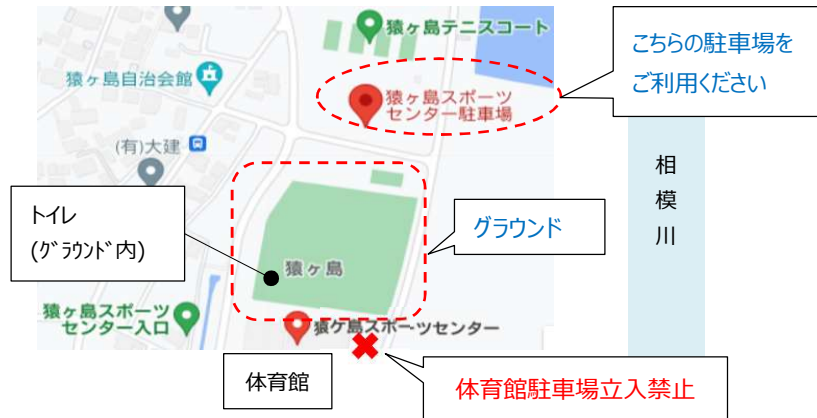 猿ヶ島テニスコート
こちらの駐車場を
ご利用ください
猿ヶ島自治会館
猿ヶ島スポーツ
センター駐車場
(有)大建
相
模
川
トイレ
(グラウンド内)
グラウンド
猿ヶ島
猿ヶ島スポーツ
センター入口
猿ケ島スポーツセンター
体育館
体育館駐車場立入禁止